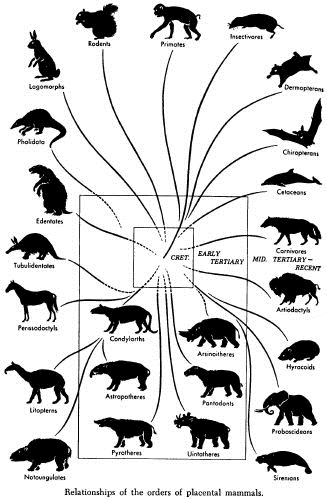 Rodents
Primates
Insectivores
Lagomorphs
Dermopterans
Pholidota
Chiropterans
Edentates
Cetaceans
Tubulidentates
CRET.
EARLY
TERTIARY
MID. TERTIARY–
RECENT
Carnivores
Perissodactyls
Condylarths
Arsinoitheres
Artiodactyls
Hyracoids
Litopterns
Astrapotheres
Pantodonts
Proboscideans
Notoungulates
Pyrotheres
Uintatheres
Sirenians
Relationships of the orders of placental mammals.